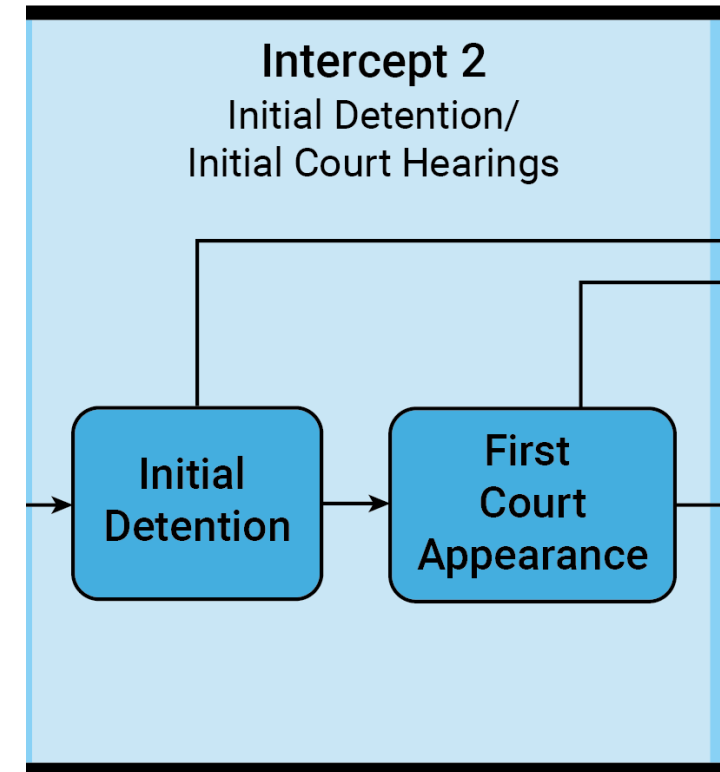 Intercept 2
Initial Detention/
Initial Court Hearings
Initial
Detention
First
Court
Appearance